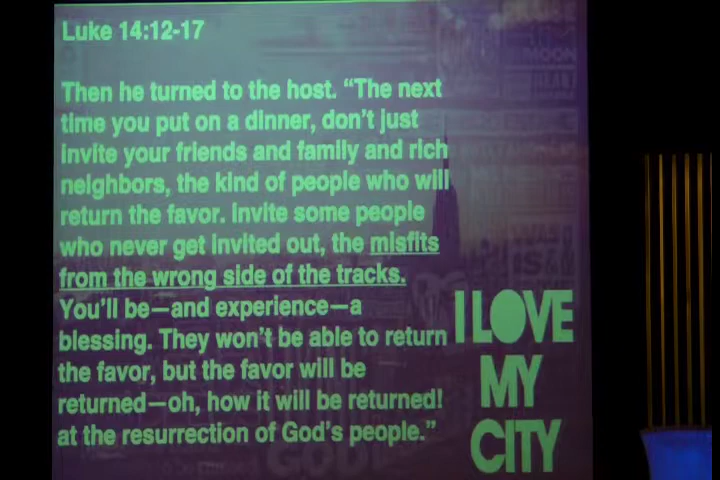 Luke 14:12-17
Then he turned to the host. “The next
time you put on a dinner, don’t just
invite your friends and family and rich
neighbors, the kind of people who will
return the favor. Invite some people
who never get invited out, the misfits
from the wrong side of the tracks.
You’ll be—and experience—a
blessing. They won’t be able to return
the favor, but the favor will be
returned—oh, how it will be returned!
at the resurrection of God’s people.”
I LOVE
MY
CITY
MOON
GOD